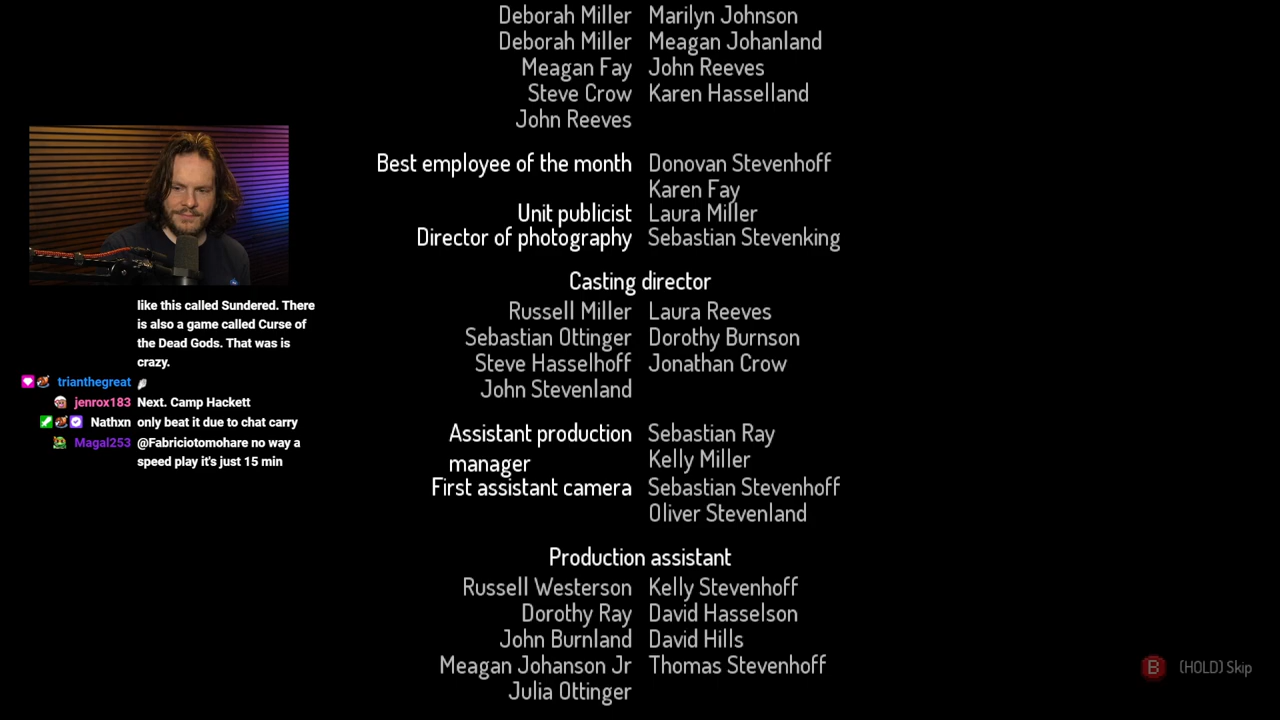 Deborah Miller Marilyn Johnson
Deborah Miller Meagan Johanland
Meagan Fay John Reeves
Steve Crow Karen Hasselland
John Reeves
Best employee of the month Donovan Stevenhoff
Karen Fay
Unit publicist Laura Miller
Director of photography Sebastian Stevenking
Casting director
Russell Miller Laura Reeves
Sebastian Ottinger Dorothy Burnson
Steve Hasselhoff Jonathan Crow
John Stevenland
Assistant production Sebastian Ray
manager Kelly Miller
First assistant camera Sebastian Stevenhoff
Oliver Stevenland
Production assistant
Russell Westerson Kelly Stevenhoff
Dorothy Ray David Hasselson
John Burnland David Hills
Meagan Johanson Jr Thomas Stevenhoff
Julia Ottinger
like this called Sundered. There
is also a game called Curse of
the Dead Gods. That was is
crazy.
trianthegreat
jenrox183 Next. Camp Hackett
Nathxn only beat it due to chat carry
Magal253 @Fabriciotomohare no way a
speed play it's just 15 min
B (HOLD) Skip